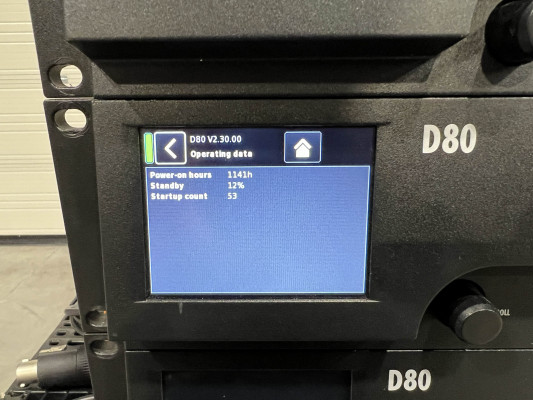 D80 V2.30.00
Operating data
Power-on hours 1141h
Standby 12%
Startup count 53
D80
D80